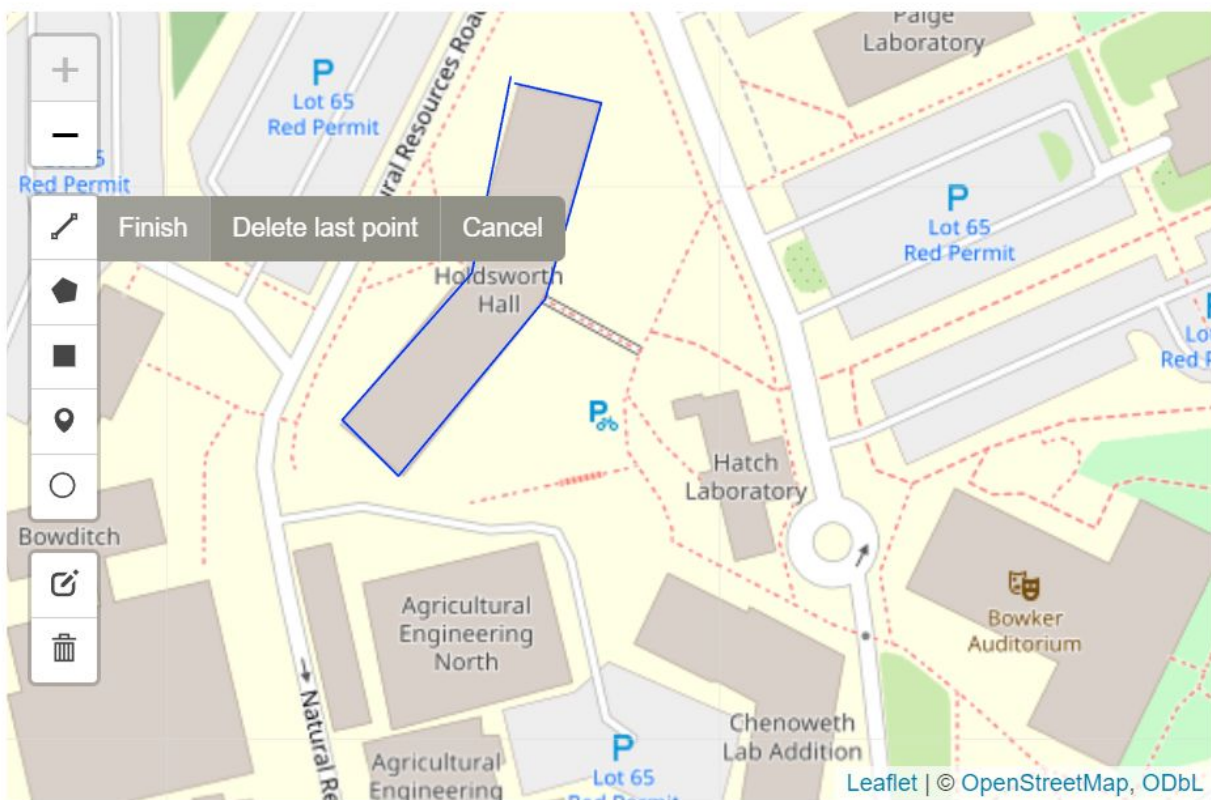 Paige
Laboratory
P
Lot 65
Red Permit
Natural Resources Road
Red Permit
Finish
Delete last point
Cancel
P
Lot 65
Red Permit
Holdsworth
Hall
P
Hatch
Laboratory
Bowditch
Agricultural
Engineering
North
Bowker
Auditorium
Natural Re
Chenoweth
Lab Addition
Agricultural
Engineering
P
Lot 65
Red Permit
Leaflet | © OpenStreetMap, ODbL